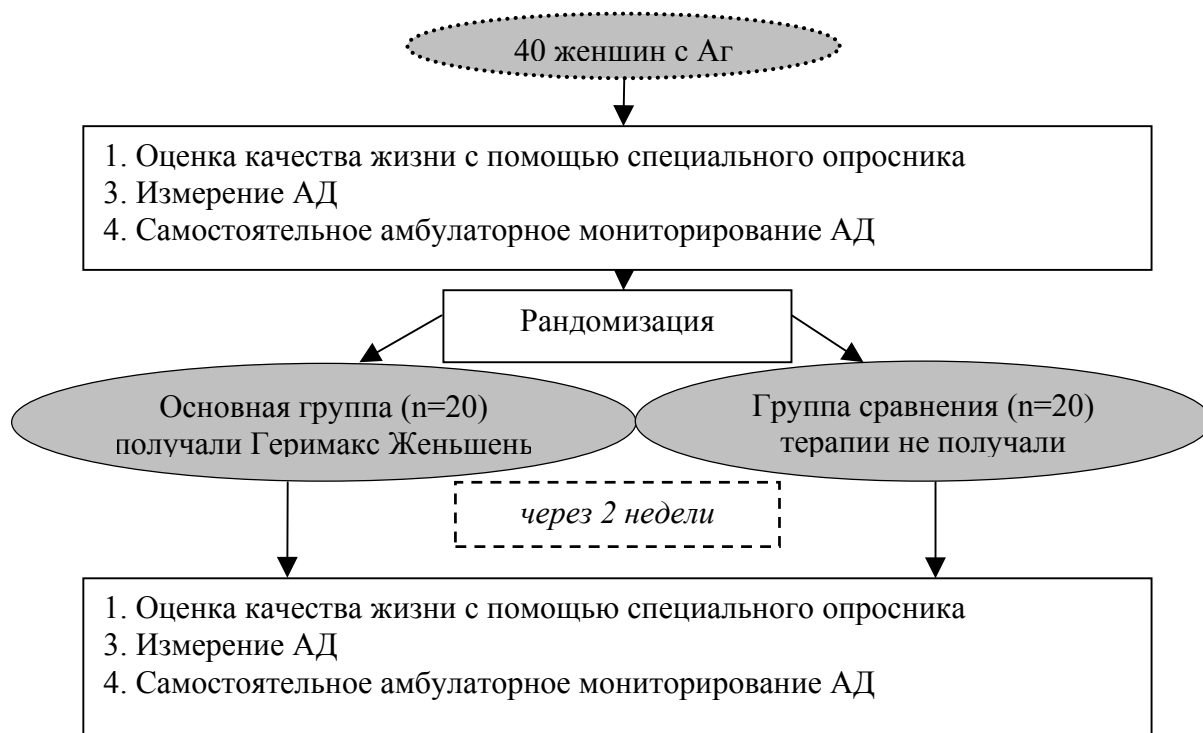 40 женшин с Аг
1. Оценка качества жизни с помощью специального опросника
3. Измерение АД
4. Самостоятельное амбулаторное мониторирование АД
Рандомизация
Основная группа (n=20)
получали Геримакс Женьшень
Группа сравнения (n=20)
терапии не получали
через 2 недели
1. Оценка качества жизни с помощью специального опросника
3. Измерение АД
4. Самостоятельное амбулаторное мониторирование АД